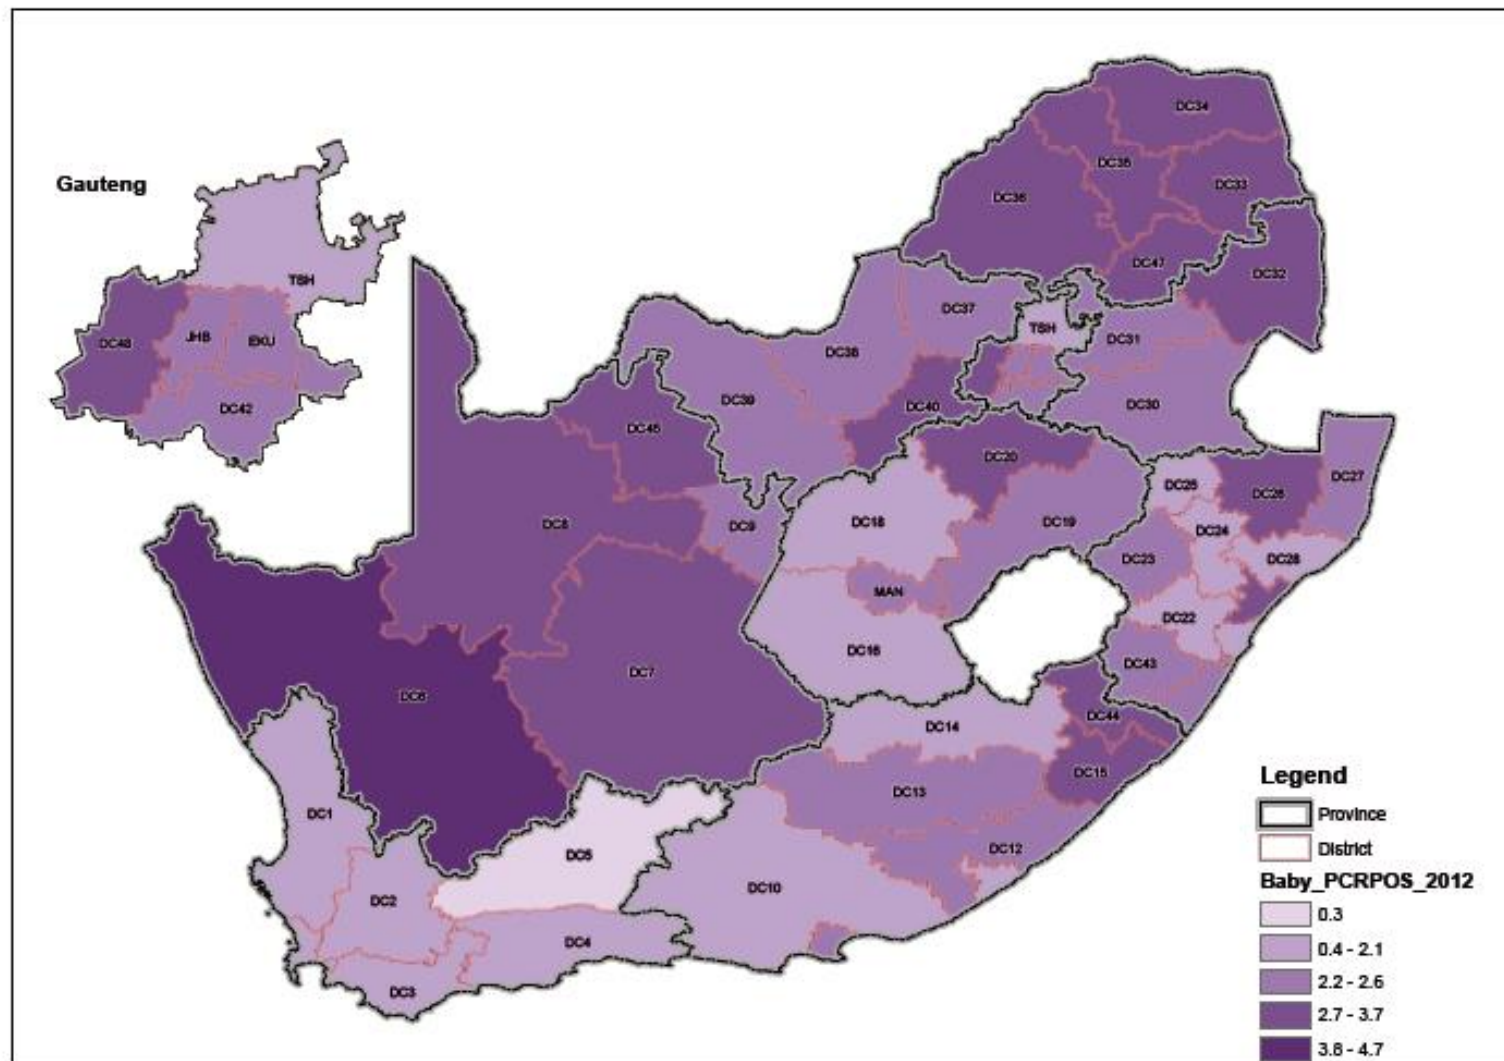 Gauteng
TSH
DC48
JHB
EKU
DC42
DC34
DC35
DC36
DC33
DC47
DC32
DC37
TSH
DC31
DC38
DC39
DC40
DC30
DC45
DC20
DC25
DC26
DC27
DC8
DC9
DC18
DC19
DC24
DC23
DC28
MAN
DC22
DC16
DC43
DC7
DC6
DC44
DC14
DC15
DC13
DC1
DC5
DC12
DC10
DC2
DC4
DC3
Legend
Province
District
Baby_PCRPOS_2012
0.3
0.4 - 2.1
2.2 - 2.6
2.7 - 3.7
3.8 - 4.7